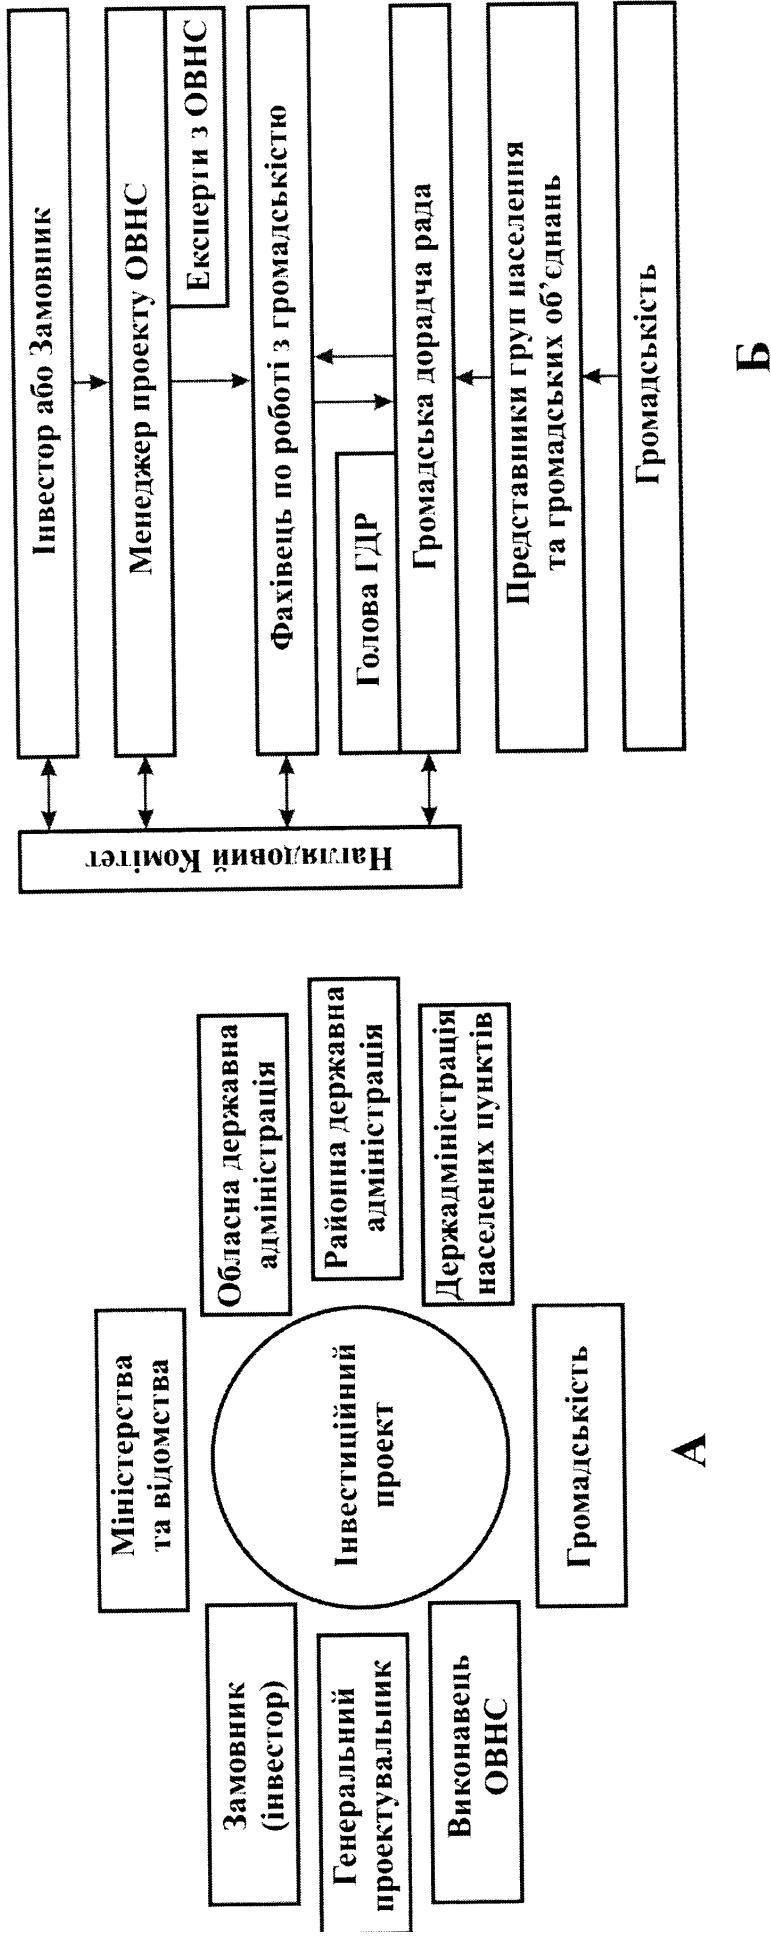 Міністерства
та відомства
Замовник
(інвестор)
Генеральний
проектувальник
Виконавець
ОВНС
Інвестиційний
проект
Обласна державна
адміністрація
Районна державна
адміністрація
Держадміністрація
населених пунктів
Громадськість
А
Наглядовий Комітет
Інвестор або Замовник
Менеджер проекту ОВНС
Експерти з ОВНС
Фахівець по роботі з громадськістю
Голова ГДР
Громадська дорадча рада
Представники груп населення
та громадських об’єднань
Громадськість
Б